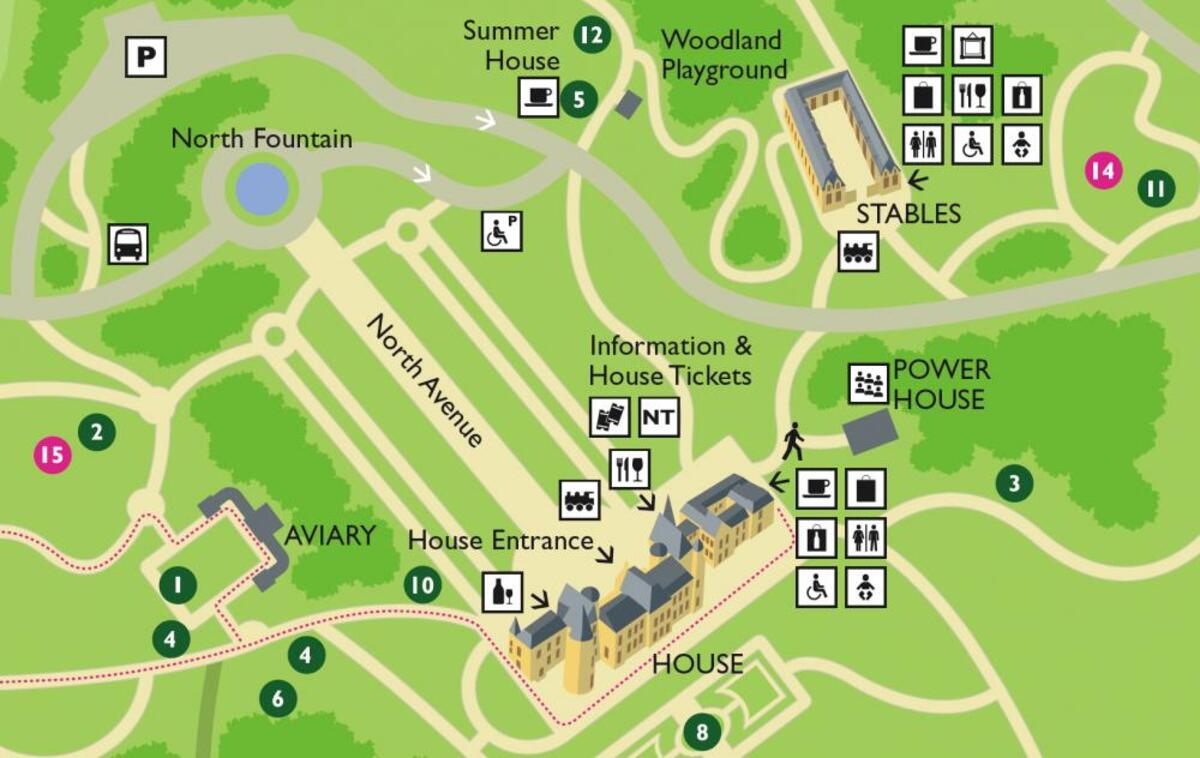 P
Summer
House
12
5
Woodland
Playground
North Fountain
P
14
11
STABLES
North Avenue
Information &
House Tickets
NT
POWER
HOUSE
2
15
3
AVIARY
House Entrance
1
10
4
4
6
HOUSE
8